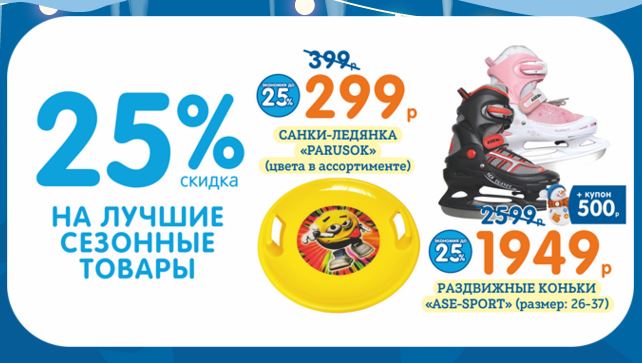 25%
скидка
НА ЛУЧШИЕ
СЕЗОННЫЕ
ТОВАРЫ
399р
экономия до
25%
299р
САНКИ-ЛЕДЯНКА
«PARUSOK»
(цвета в ассортименте)
+ купон
500р
2599р
экономия до
25%
1949р
РАЗДВИЖНЫЕ КОНЬКИ
«ASE-SPORT» (размер: 26-37)